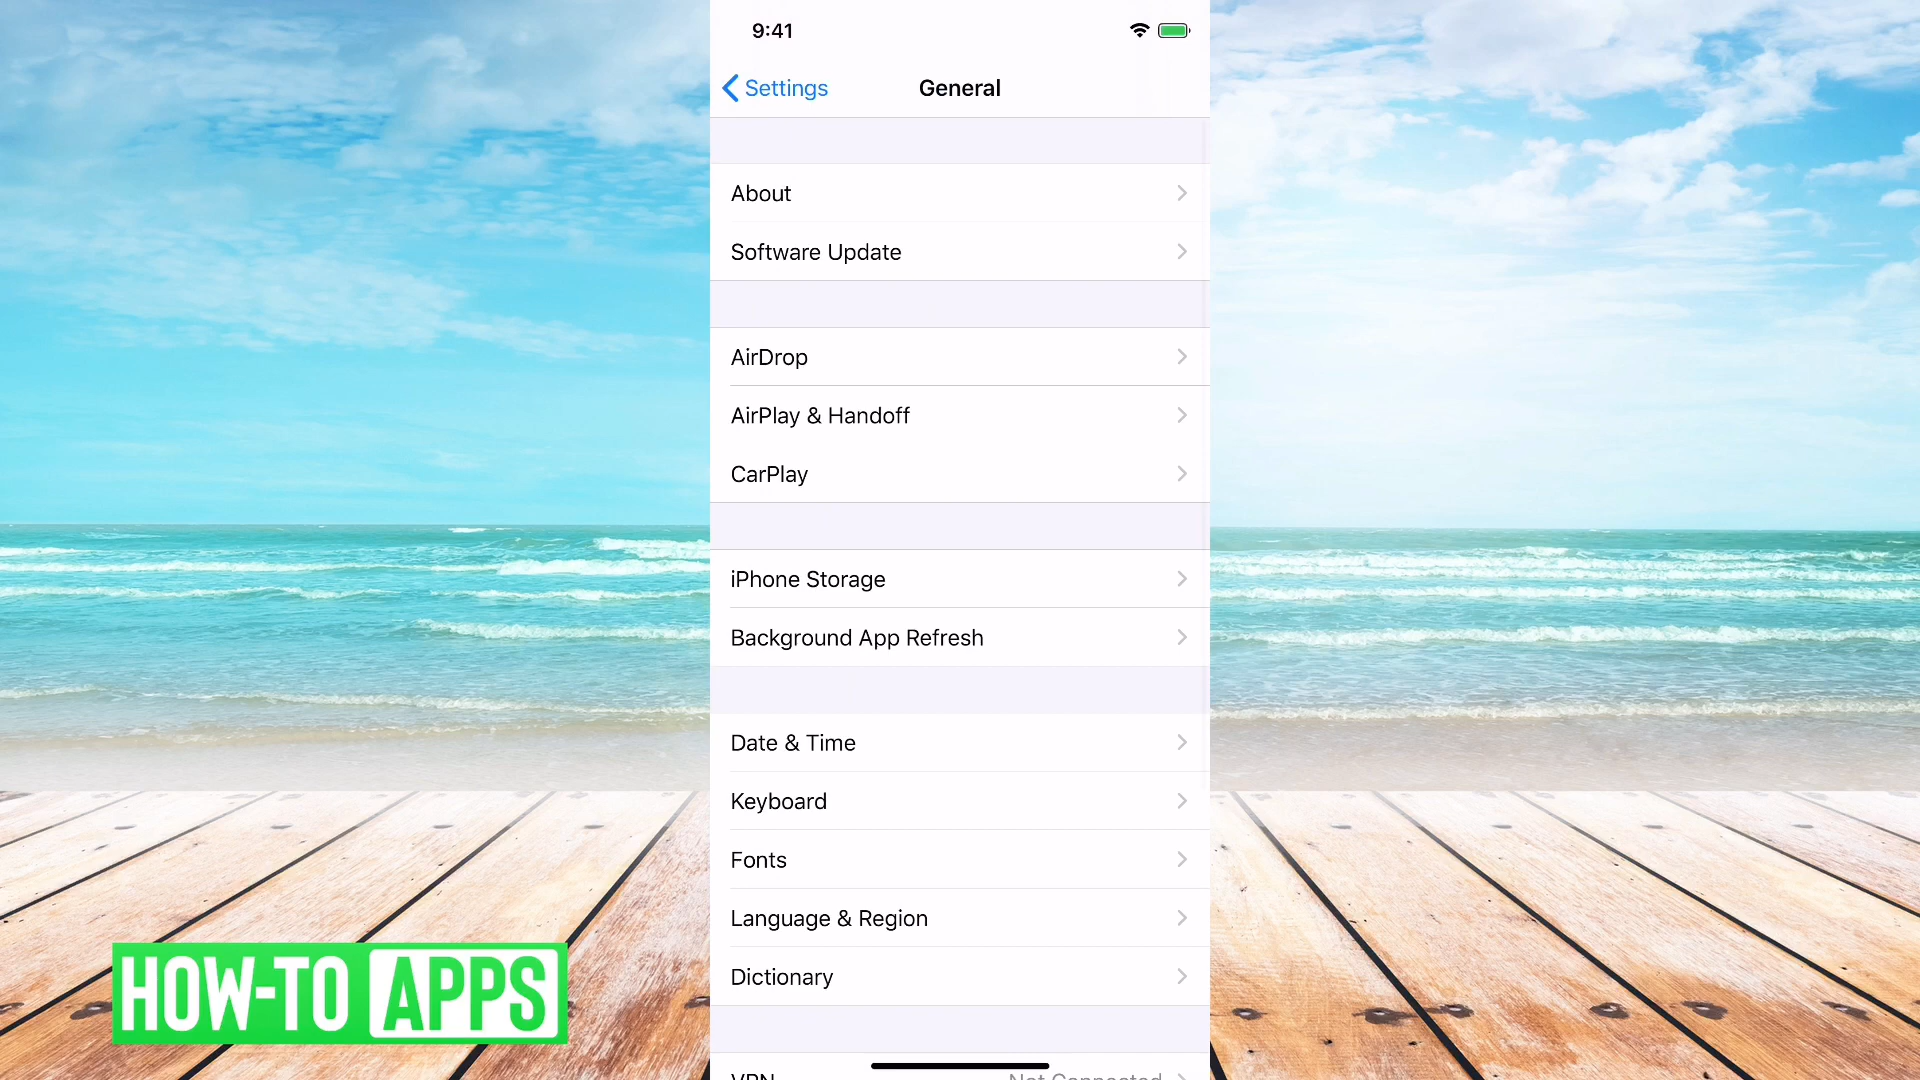 9:41
Settings
General
About
Software Update
AirDrop
AirPlay & Handoff
CarPlay
iPhone Storage
Background App Refresh
Date & Time
Keyboard
Fonts
Language & Region
Dictionary
VPN Not Connected
HOW-TO APPS